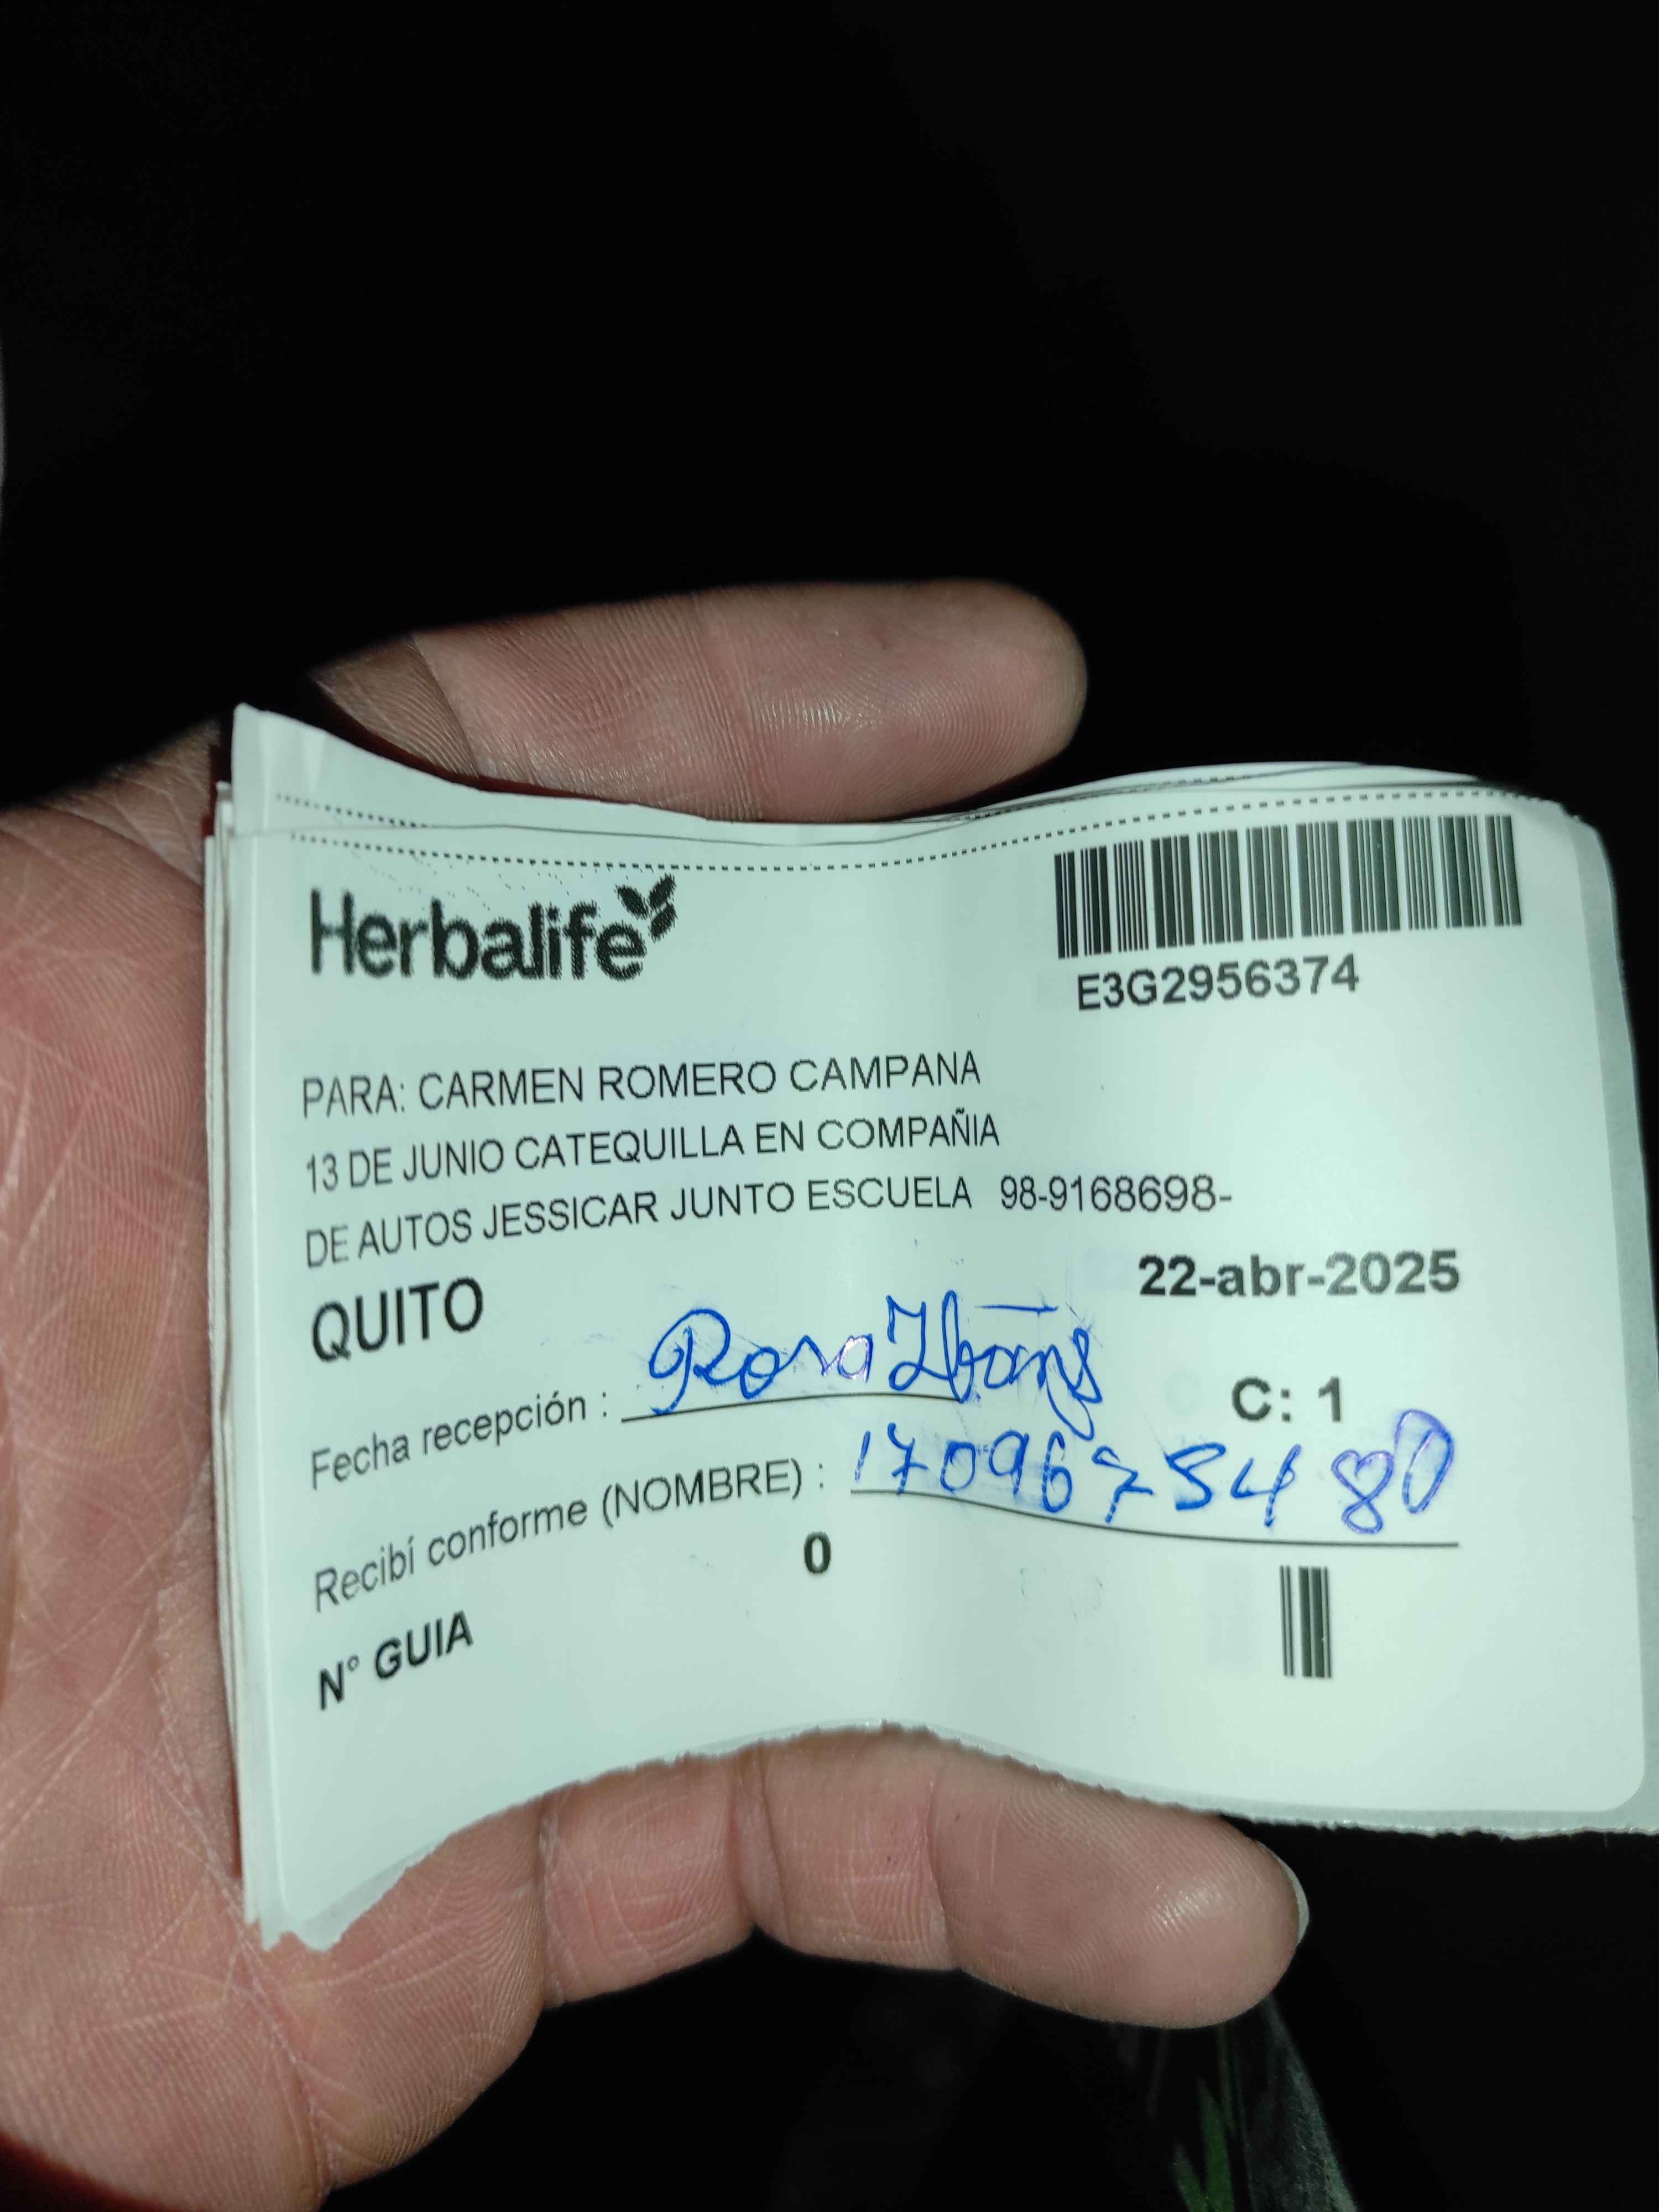 Herbalife
E3G2956374
PARA: CARMEN ROMERO CAMPANA
13 DE JUNIO CATEQUILLA EN COMPAÑIA
DE AUTOS JESSICAR JUNTO ESCUELA 98-9168698-
22-abr-2025
QUITO
Fecha recepción : Rosa
C: 1
Recibí conforme (NOMBRE) : 1709675480
0
N° GUIA